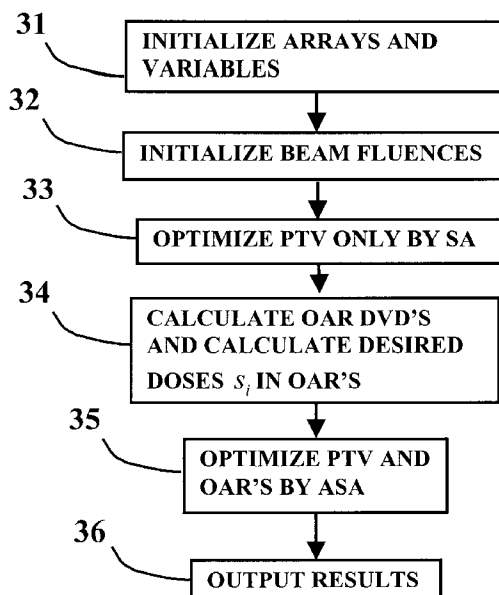 31
INITIALIZE ARRAYS AND
VARIABLES
32
INITIALIZE BEAM FLUENCES
33
OPTIMIZE PTV ONLY BY SA
34
CALCULATE OAR DVD'S
AND CALCULATE DESIRED
DOSES s_i IN OAR'S
35
OPTIMIZE PTV AND
OAR'S BY ASA
36
OUTPUT RESULTS